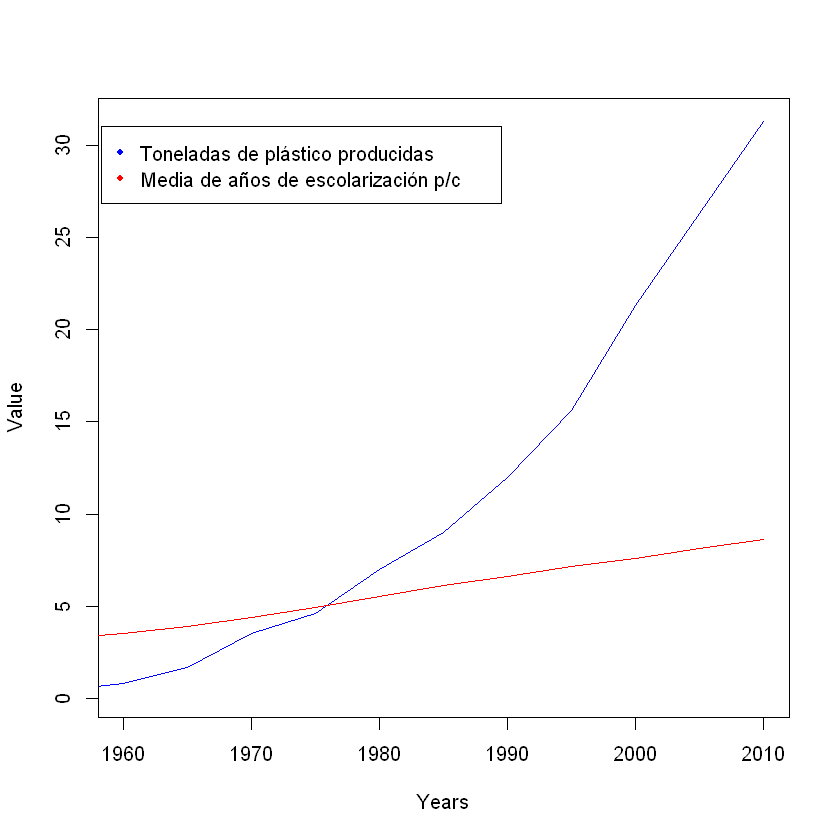 Toneladas de plástico producidas
Media de años de escolarización p/c
30
25
20
15
10
5
0
Value
1960 1970 1980 1990 2000 2010
Years